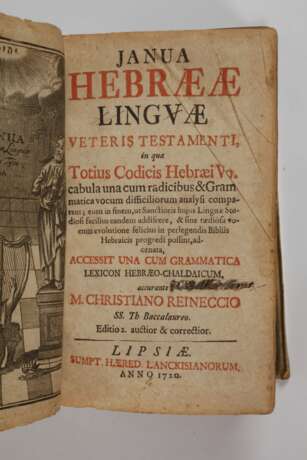 JANUA
HEBRÆÆ
LINGVÆ
VETERIS TESTAMENTI,
in qua
Totius Codicis Hebræi Vo-
cabula una cum radicibus & Gram
matica vocum difficiliorum analysi compa-
rent; eum in finem, ut Sanctioris hujus Linguæ Stu-
diosi facilius eandem addiscere, & sine tædiosa vo-
cum evolutione felicius in perlegendis Bibliis
Hebraicis progredi possint, ad-
ornata,
ACCESSIT UNA CUM GRAMMATICA
LEXICON HEBRÆO-CHALDAICUM,
accurante
M. CHRISTIANO REINECCIO
SS. Th Baccalaureo.
Editio 2. auctior & correctior.
LIPSIÆ.
SUMPT. HÆRED. LANCKISIANORUM,
ANNO 1720.